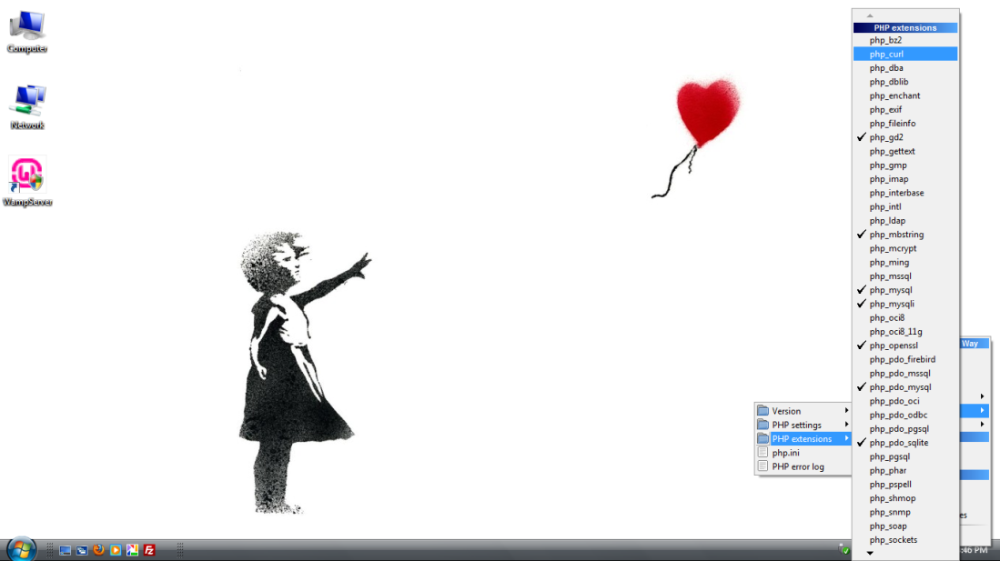 Computer
Network
WampServer
PHP extensions
php_bz2
php_curl
php_dba
php_dblib
php_enchant
php_exif
php_fileinfo
php_gd2
php_gettext
php_gmp
php_imap
php_interbase
php_intl
php_ldap
php_mbstring
php_mcrypt
php_ming
php_mssql
php_mysql
php_mysqli
php_oci8
php_oci8_11g
php_openssl
php_pdo_firebird
php_pdo_mssql
php_pdo_mysql
php_pdo_oci
php_pdo_odbc
php_pdo_pgsql
php_pdo_sqlite
php_pgsql
php_phar
php_pspell
php_shmop
php_snmp
php_soap
php_sockets
Version
PHP settings
PHP extensions
php.ini
PHP error log
Way
es
:46 PM